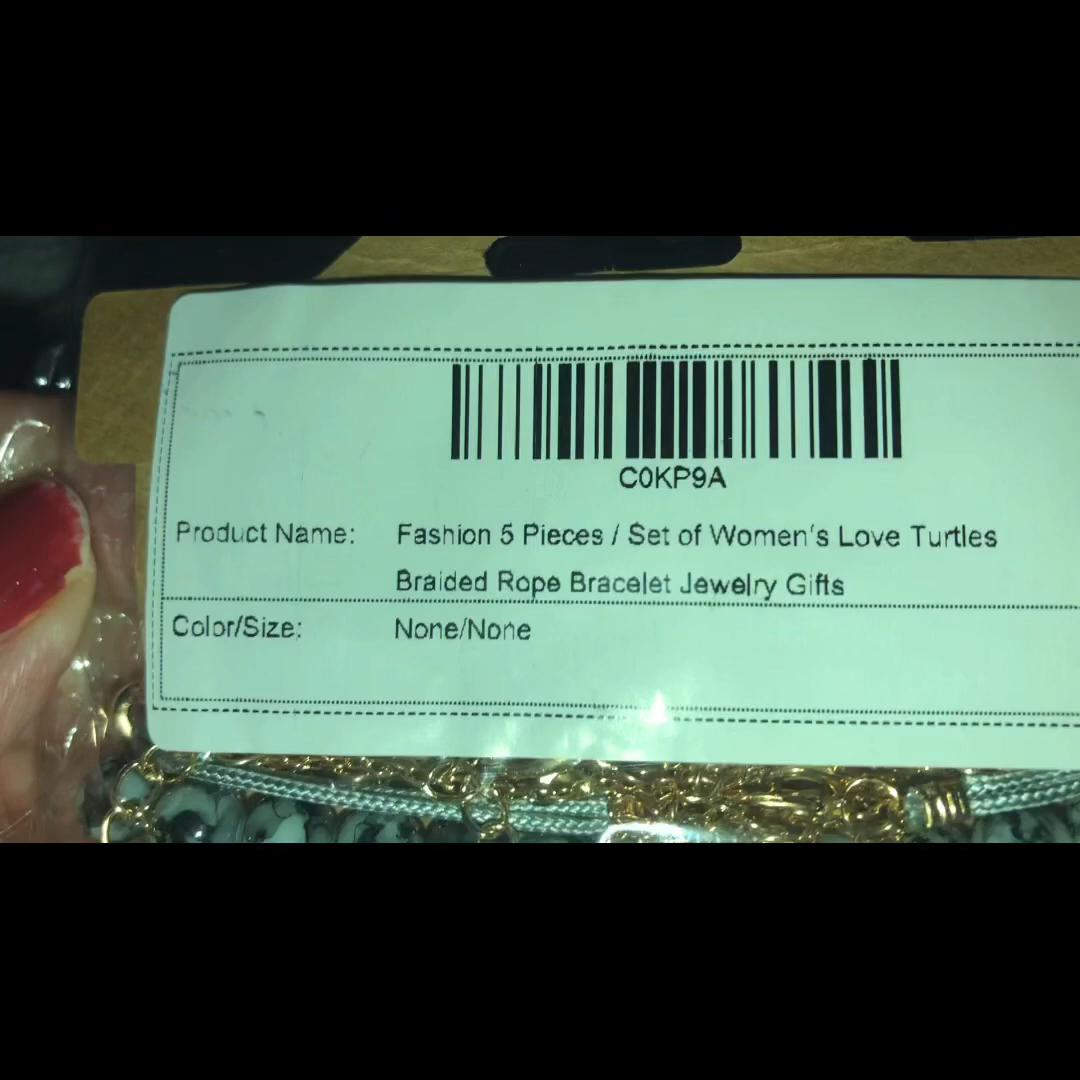 C0KP9A
Product Name: Fashion 5 Pieces / Set of Women's Love Turtles
Braided Rope Bracelet Jewelry Gifts
Color/Size: None/None